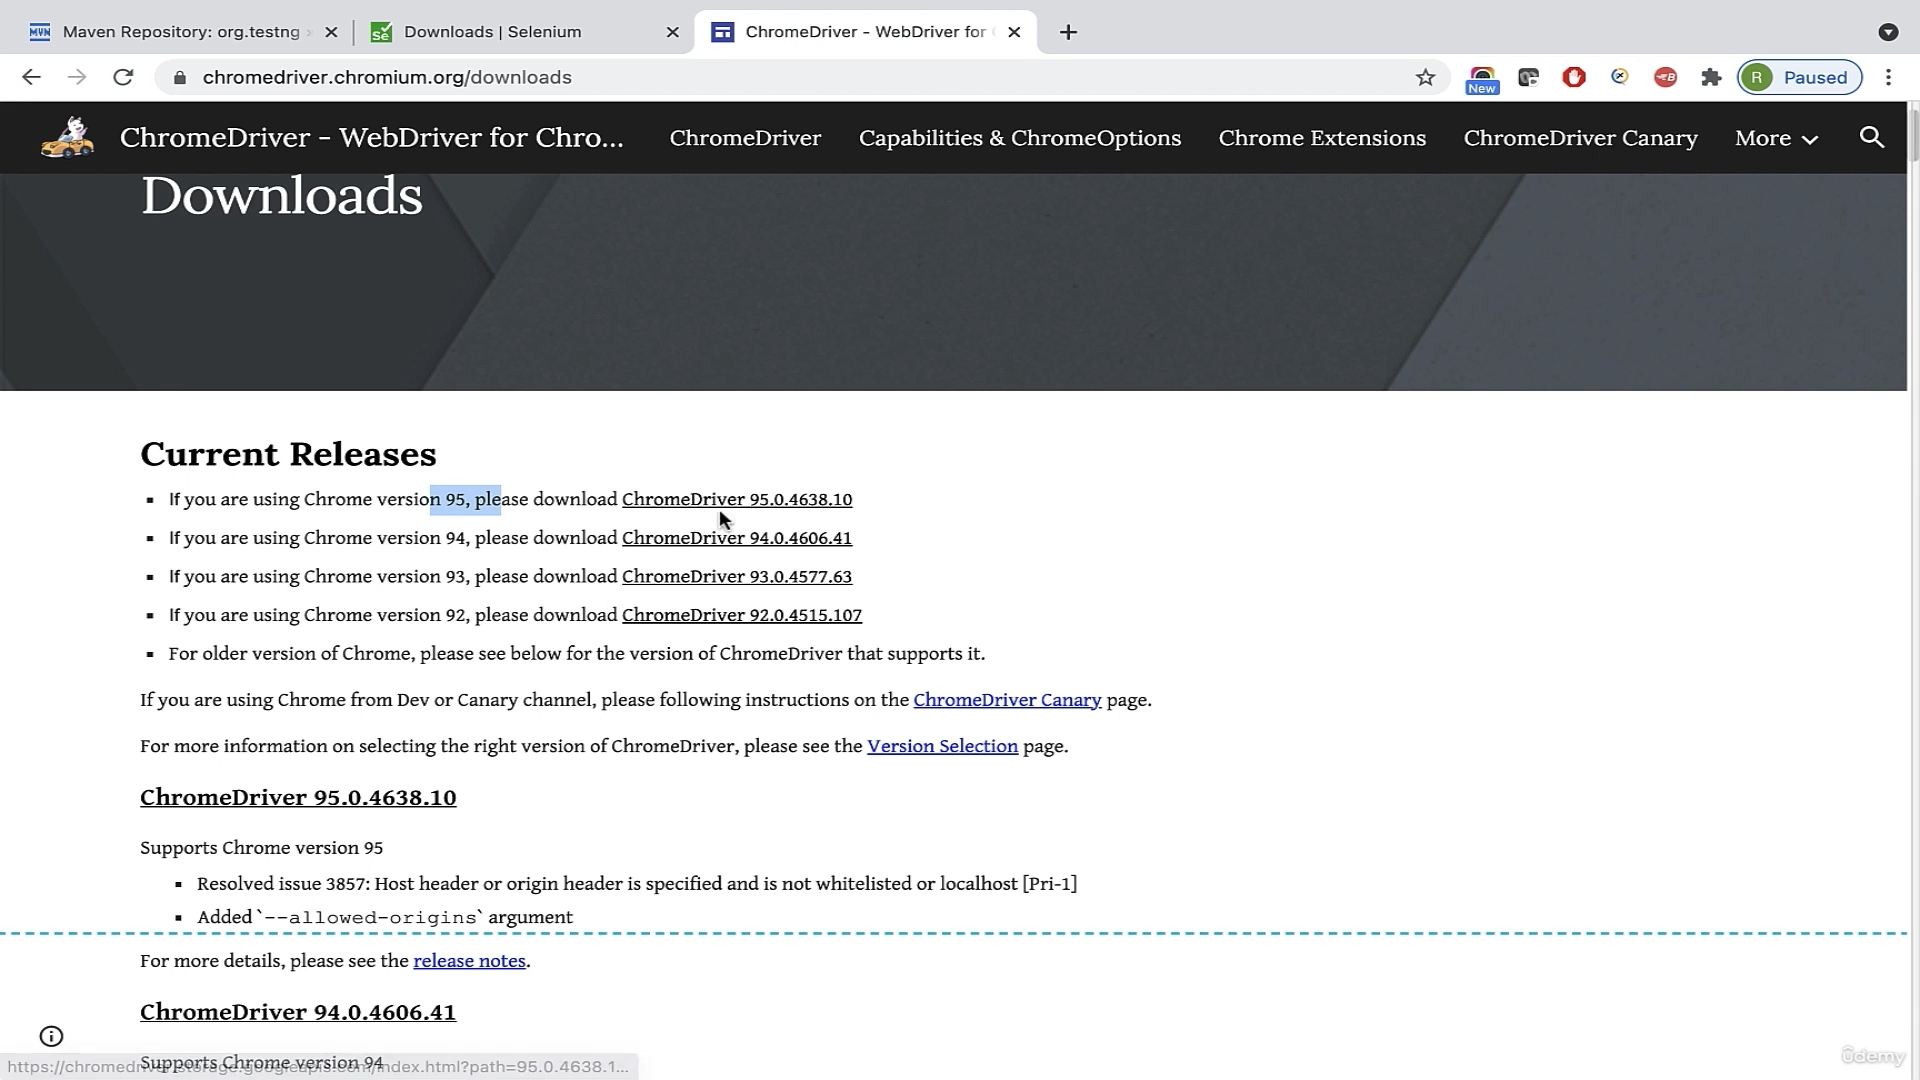 Maven Repository: org.testng
Downloads | Selenium
ChromeDriver - WebDriver for
chromedriver.chromium.org/downloads
New
R Paused
ChromeDriver - WebDriver for Chro...
ChromeDriver
Capabilities & ChromeOptions
Chrome Extensions
ChromeDriver Canary
More
Downloads
Current Releases
If you are using Chrome version 95, please download ChromeDriver 95.0.4638.10
If you are using Chrome version 94, please download ChromeDriver 94.0.4606.41
If you are using Chrome version 93, please download ChromeDriver 93.0.4577.63
If you are using Chrome version 92, please download ChromeDriver 92.0.4515.107
For older version of Chrome, please see below for the version of ChromeDriver that supports it.
If you are using Chrome from Dev or Canary channel, please following instructions on the ChromeDriver Canary page.
For more information on selecting the right version of ChromeDriver, please see the Version Selection page.
ChromeDriver 95.0.4638.10
Supports Chrome version 95
Resolved issue 3857: Host header or origin header is specified and is not whitelisted or localhost [Pri-1]
Added `--allowed-origins` argument
For more details, please see the release notes.
ChromeDriver 94.0.4606.41
Supports Chrome version 94
https://chromedriver.storage.googleapis.com/index.html?path=95.0.4638.1...
ûdemy